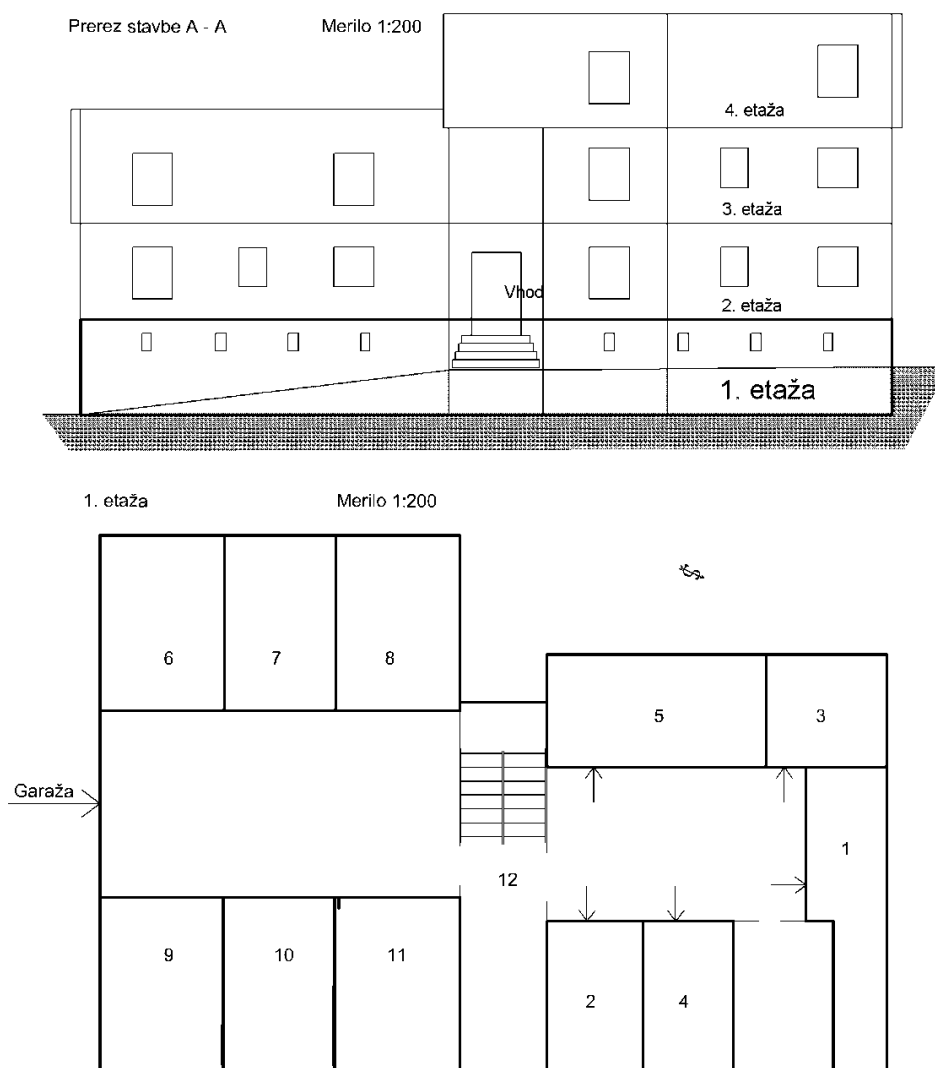 Prerez stavbe A - A Merilo 1:200
4. etaža
3. etaža
Vhod
2. etaža
1. etaža
1. etaža Merilo 1:200
6 7 8
5 3
Garaža
1
12
9 10 11
2 4